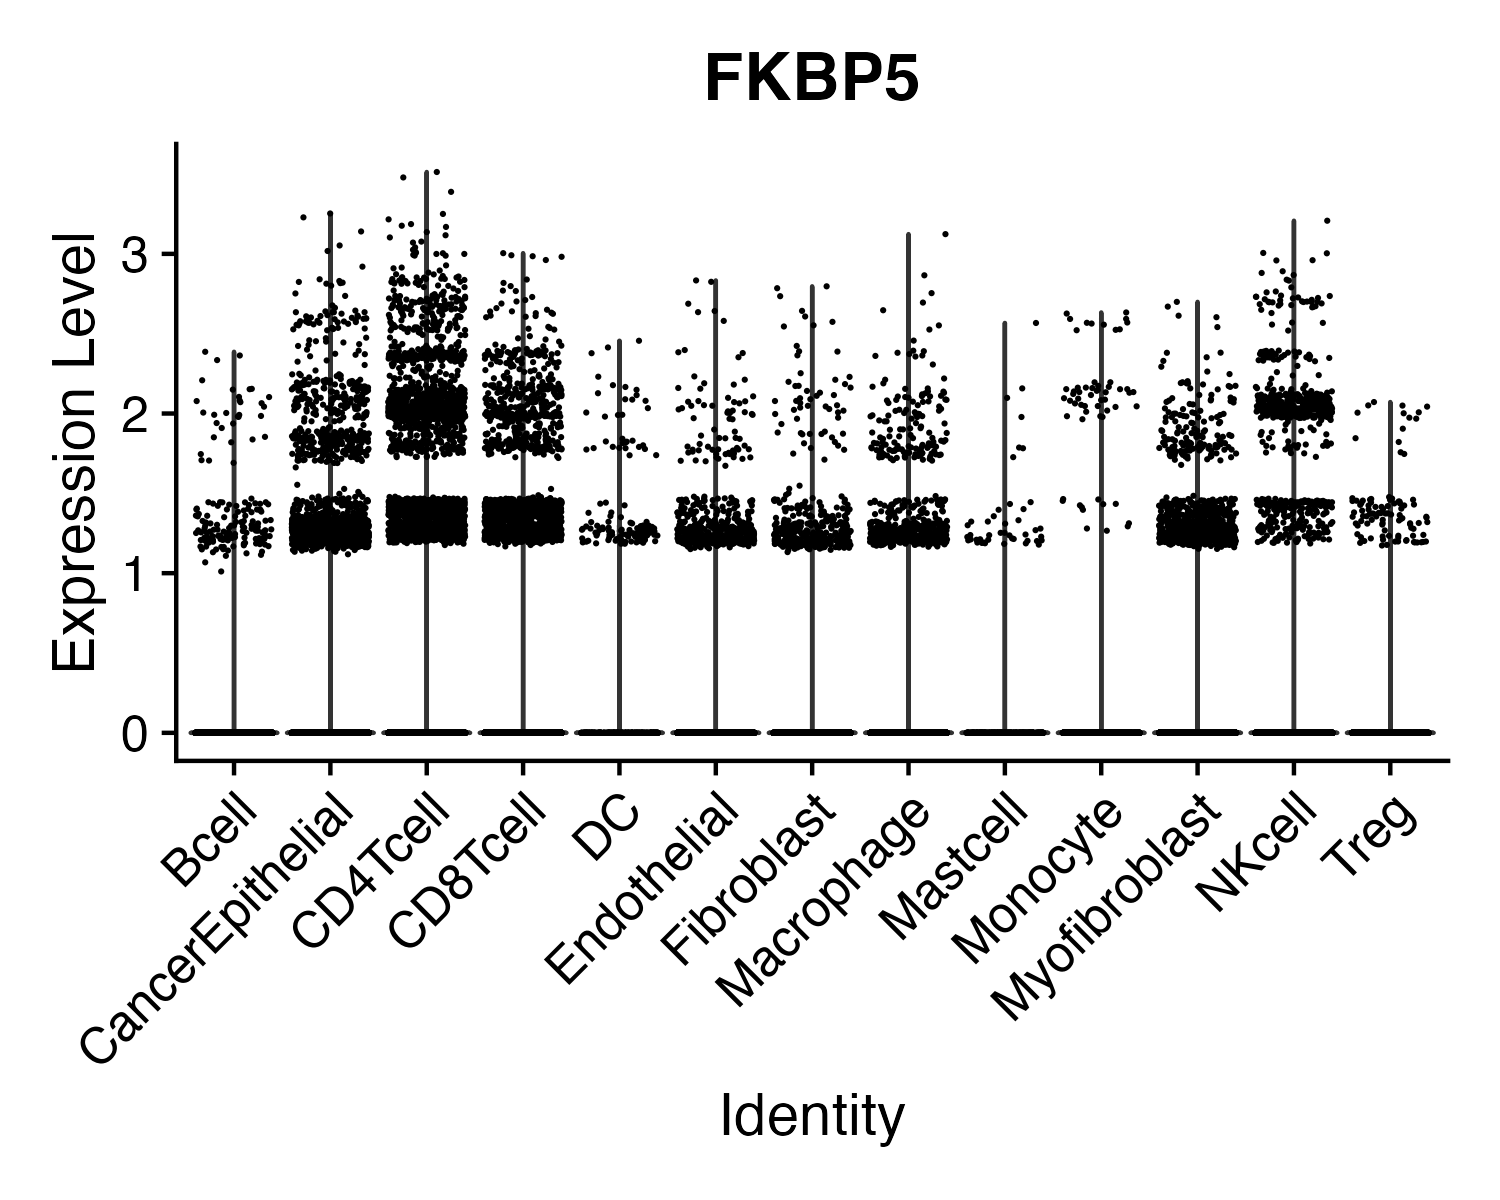 FKBP5
Expression Level
3
2
1
0
Bcell
CancerEpithelial
CD4Tcell
CD8Tcell
DC
Endothelial
Fibroblast
Macrophage
Mastcell
Monocyte
Myofibroblast
NKcell
Treg
Identity